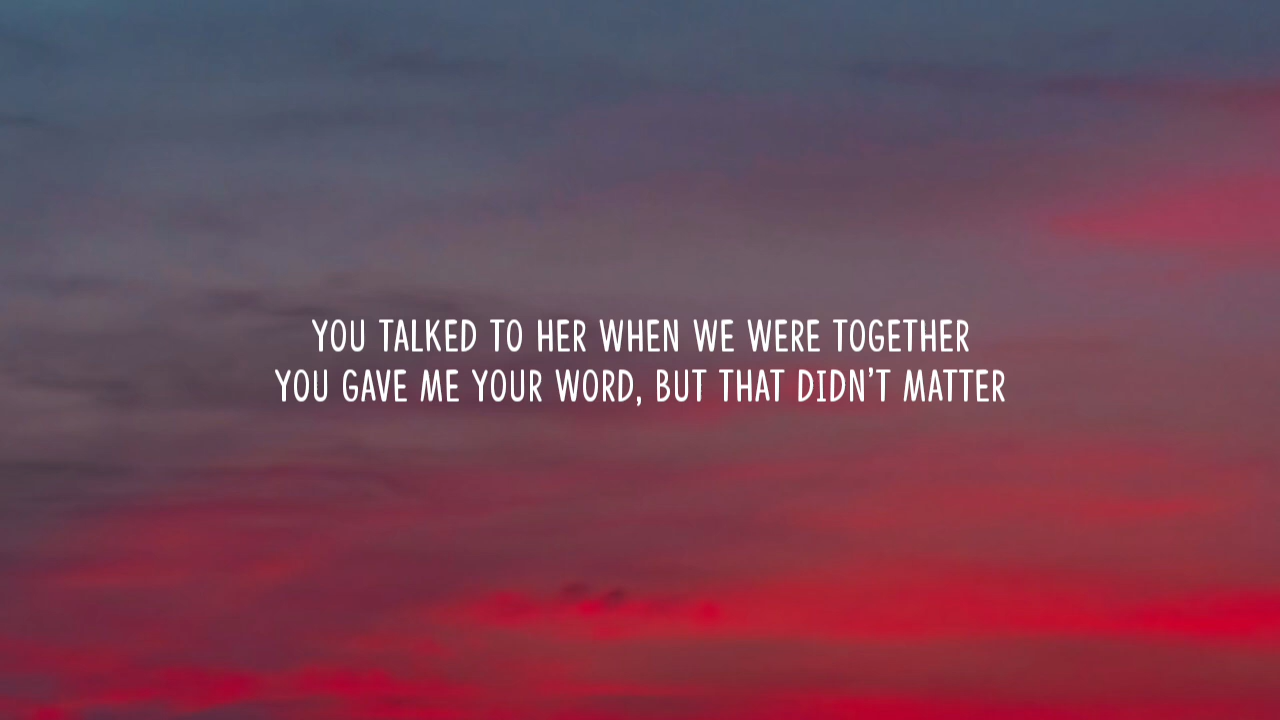 YOU TALKED TO HER WHEN WE WERE TOGETHER
YOU GAVE ME YOUR WORD, BUT THAT DIDN'T MATTER